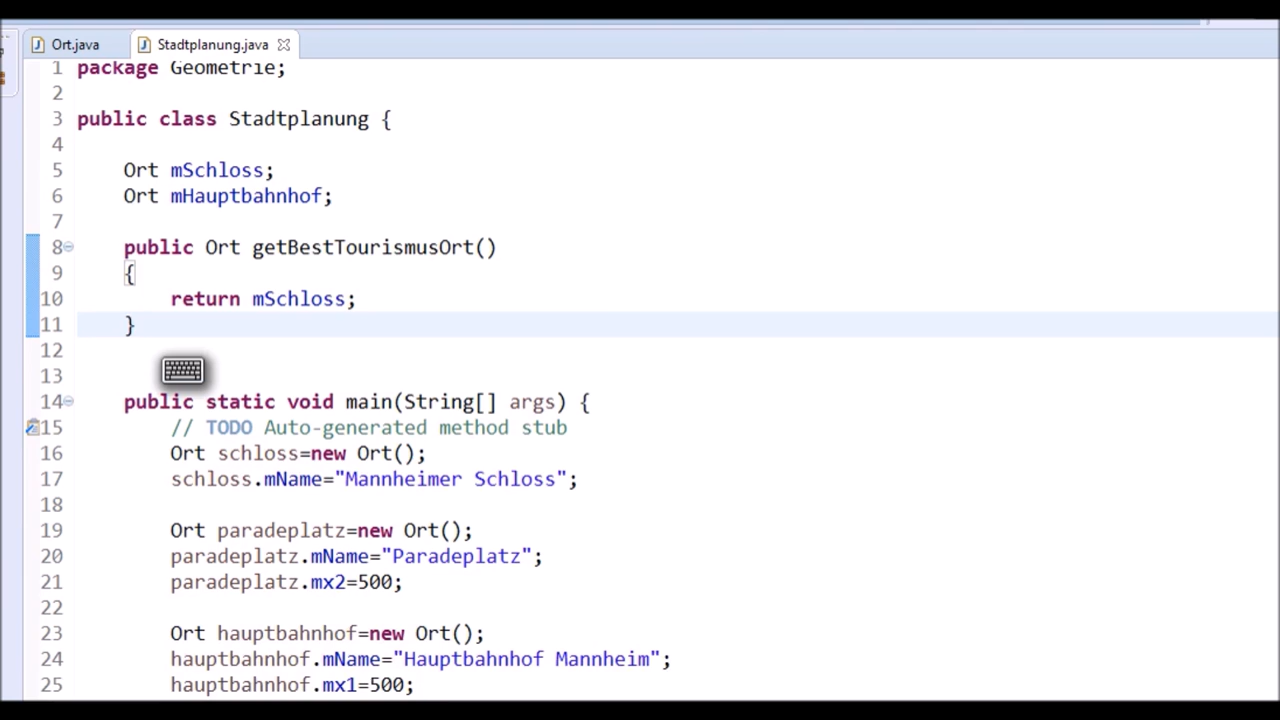 Ort.java Stadtplanung.java
1 package Geometrie;
2
3 public class Stadtplanung {
4
5 Ort mSchloss;
6 Ort mHauptbahnhof;
7
8 public Ort getBestTourismusOrt()
9 {
10 return mSchloss;
11 }
12
13
14 public static void main(String[] args) {
15 // TODO Auto-generated method stub
16 Ort schloss=new Ort();
17 schloss.mName="Mannheimer Schloss";
18
19 Ort paradeplatz=new Ort();
20 paradeplatz.mName="Paradeplatz";
21 paradeplatz.mx2=500;
22
23 Ort hauptbahnhof=new Ort();
24 hauptbahnhof.mName="Hauptbahnhof Mannheim";
25 hauptbahnhof.mx1=500;